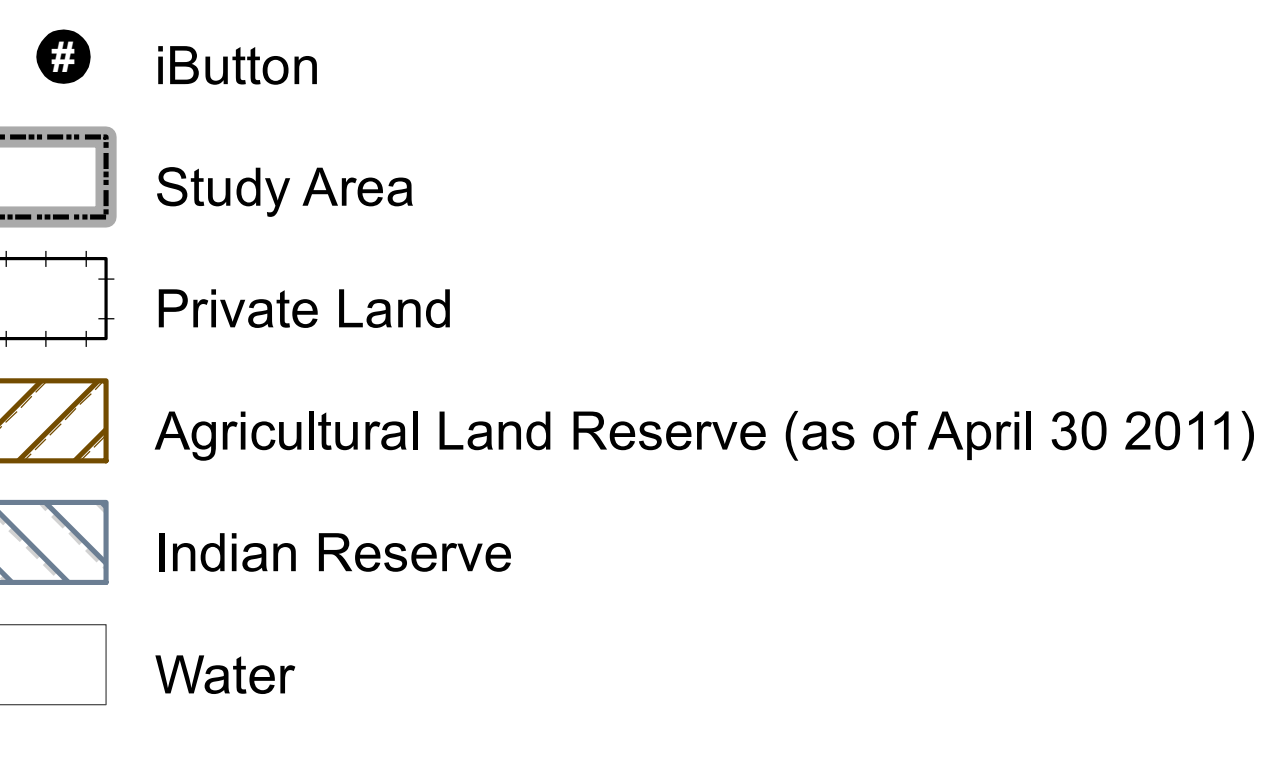 # iButton
Study Area
Private Land
Agricultural Land Reserve (as of April 30 2011)
Indian Reserve
Water